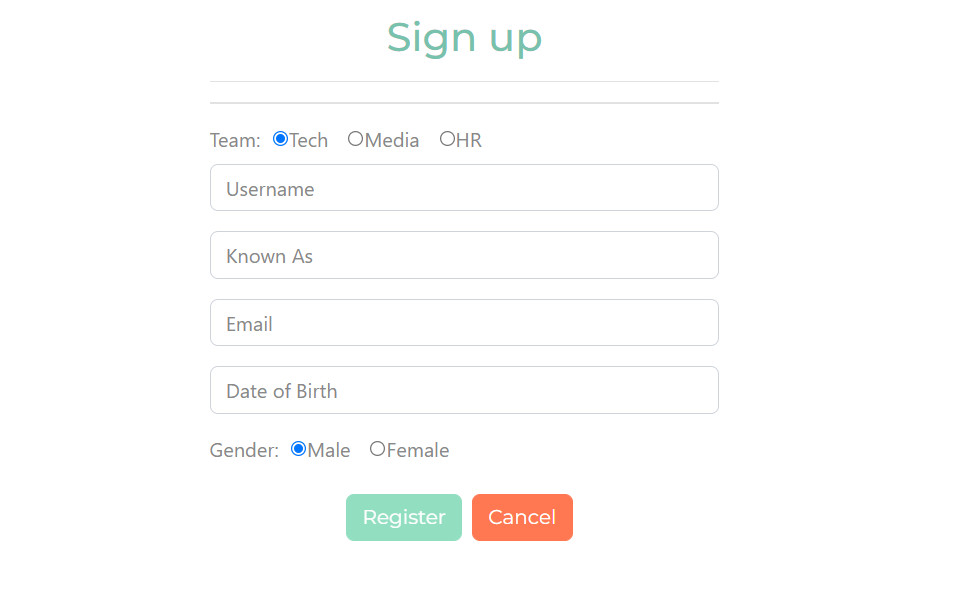 Sign up
Team: Tech Media HR
Username
Known As
Email
Date of Birth
Gender: Male Female
Register Cancel